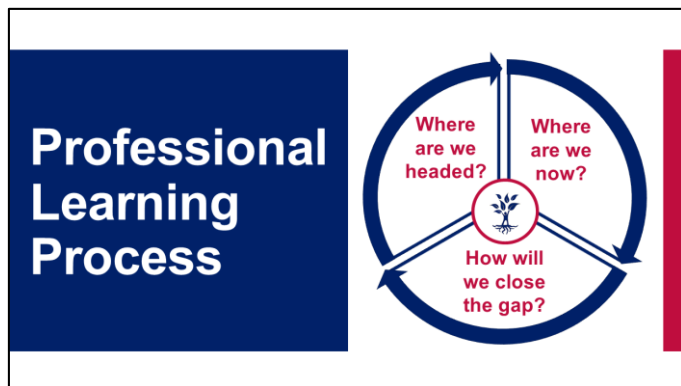 Professional
Learning
Process
Where
are we
headed?
Where
are we
now?
How will
we close
the gap?